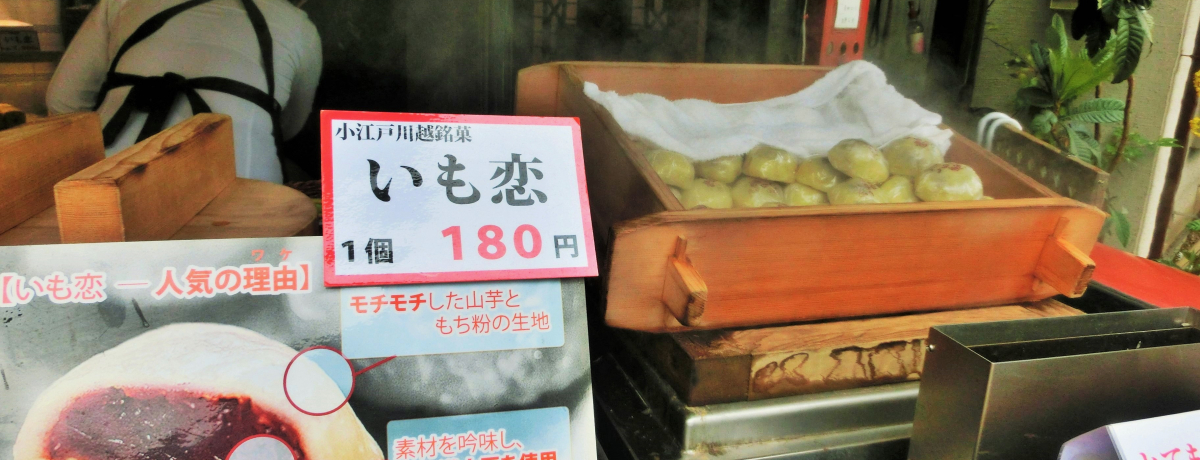 小江戸川越銘菓
いも恋
1個 180円
【いも恋 ― 人気の理由】
ワケ
モチモチした山芋と
もち粉の生地
素材を吟味し、